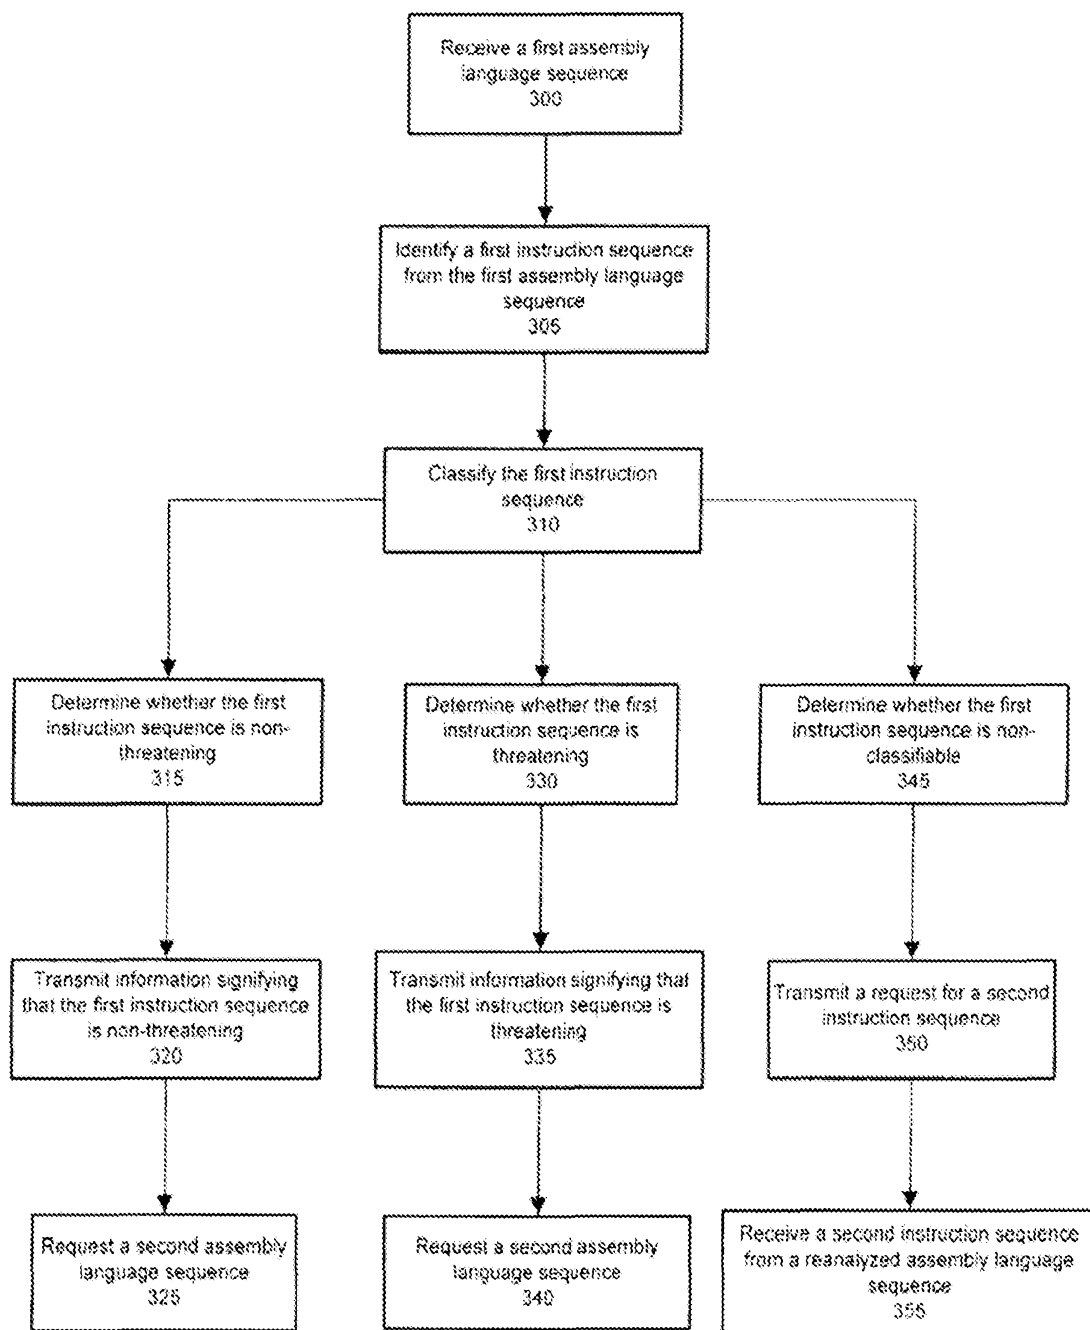 Receive a first assembly
language sequence
300
Identify a first instruction sequence
from the first assembly language
sequence
305
Classify the first instruction
sequence
310
Determine whether the first
instruction sequence is non-
threatening
315
Determine whether the first
instruction sequence is
threatening
330
Determine whether the first
instruction sequence is non-
classifiable
345
Transmit information signifying
that the first instruction sequence
is non-threatening
320
Transmit information signifying that
the first instruction sequence is
threatening
335
Transmit a request for a second
instruction sequence
350
Request a second assembly
language sequence
325
Request a second assembly
language sequence
340
Receive a second instruction sequence
from a reanalyzed assembly language
sequence
355